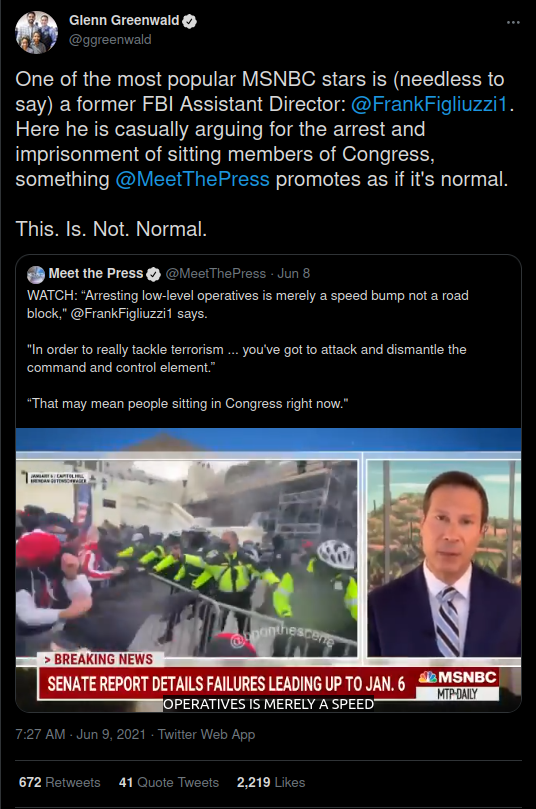 Glenn Greenwald
@ggreenwald
One of the most popular MSNBC stars is (needless to
say) a former FBI Assistant Director: @FrankFigliuzzi1.
Here he is casually arguing for the arrest and
imprisonment of sitting members of Congress,
something @MeetThePress promotes as if it's normal.
This. Is. Not. Normal.
Meet the Press @MeetThePress · Jun 8
WATCH: "Arresting low-level operatives is merely a speed bump not a road
block," @FrankFigliuzzi1 says.
"In order to really tackle terrorism ... you've got to attack and dismantle the
command and control element."
"That may mean people sitting in Congress right now."
JANUARY 6 | CAPITOL HILL
BRENDAN GUTENSCHWAGER
> BREAKING NEWS
SENATE REPORT DETAILS FAILURES LEADING UP TO JAN. 6
MSNBC
MTP·DAILY
OPERATIVES IS MERELY A SPEED
7:27 AM · Jun 9, 2021 · Twitter Web App
672 Retweets 41 Quote Tweets 2,219 Likes